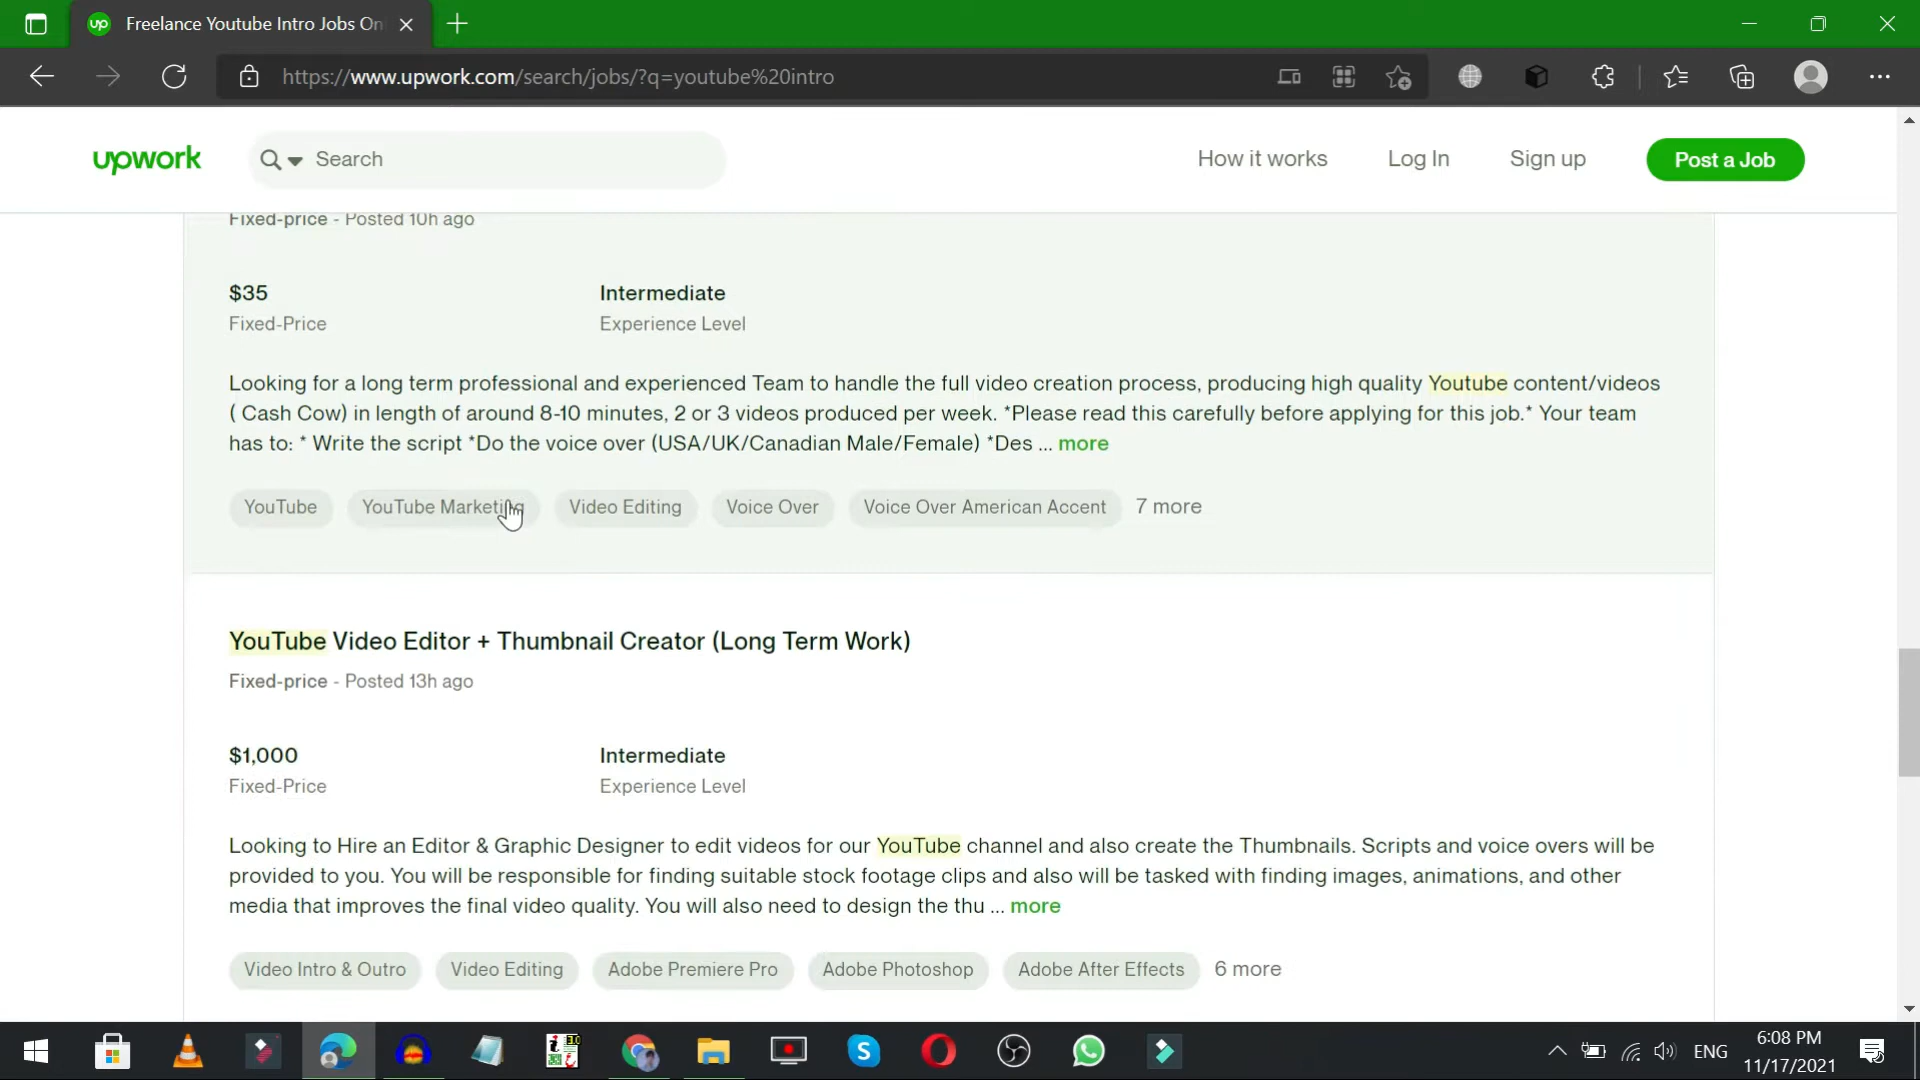 Freelance Youtube Intro Jobs On
https://www.upwork.com/search/jobs/?q=youtube%20intro
upwork
Search
How it works
Log In
Sign up
Post a Job
Fixed-price - Posted 10h ago
$35
Intermediate
Fixed-Price
Experience Level
Looking for a long term professional and experienced Team to handle the full video creation process, producing high quality Youtube content/videos
( Cash Cow) in length of around 8-10 minutes, 2 or 3 videos produced per week. *Please read this carefully before applying for this job.* Your team
has to: * Write the script *Do the voice over (USA/UK/Canadian Male/Female) *Des ... more
YouTube
YouTube Marketing
Video Editing
Voice Over
Voice Over American Accent
7 more
YouTube Video Editor + Thumbnail Creator (Long Term Work)
Fixed-price - Posted 13h ago
$1,000
Intermediate
Fixed-Price
Experience Level
Looking to Hire an Editor & Graphic Designer to edit videos for our YouTube channel and also create the Thumbnails. Scripts and voice overs will be
provided to you. You will be responsible for finding suitable stock footage clips and also will be tasked with finding images, animations, and other
media that improves the final video quality. You will also need to design the thu ... more
Video Intro & Outro
Video Editing
Adobe Premiere Pro
Adobe Photoshop
Adobe After Effects
6 more
ENG
6:08 PM
11/17/2021